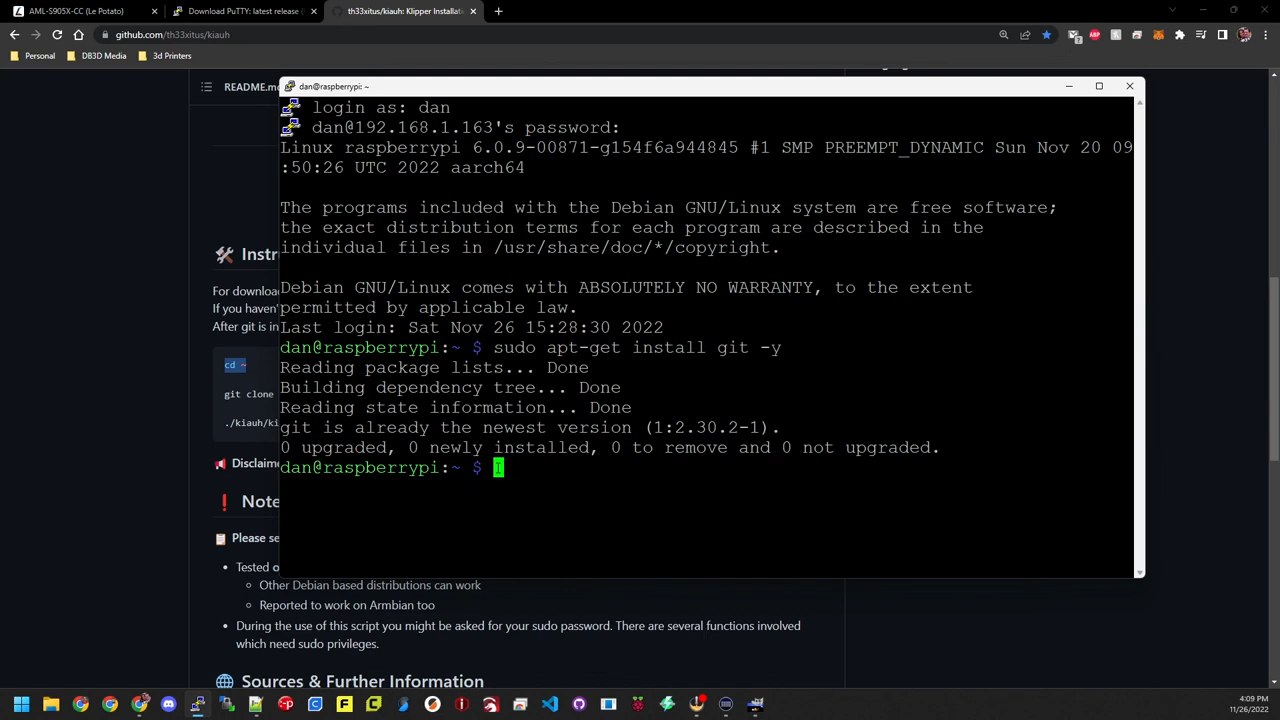 AML-S905X-CC (Le Potato)
Download PuTTY: latest release (
th33xitus/kiauh: Klipper Installati
github.com/th33xitus/kiauh
Personal
DB3D Media
3d Printers
README.m
dan@raspberrypi: ~
login as: dan
dan@192.168.1.163's password:
Linux raspberrypi 6.0.9-00871-g154f6a944845 #1 SMP PREEMPT_DYNAMIC Sun Nov 20 09
:50:26 UTC 2022 aarch64
The programs included with the Debian GNU/Linux system are free software;
the exact distribution terms for each program are described in the
individual files in /usr/share/doc/*/copyright.
Debian GNU/Linux comes with ABSOLUTELY NO WARRANTY, to the extent
permitted by applicable law.
Last login: Sat Nov 26 15:28:30 2022
dan@raspberrypi:~ $ sudo apt-get install git -y
Reading package lists... Done
Building dependency tree... Done
Reading state information... Done
git is already the newest version (1:2.30.2-1).
0 upgraded, 0 newly installed, 0 to remove and 0 not upgraded.
dan@raspberrypi:~ $
Instr
For download
If you haven'
After git is in
cd ~
git clone
./kiauh/ki
Disclaime
Note
Please se
Tested o
Other Debian based distributions can work
Reported to work on Armbian too
During the use of this script you might be asked for your sudo password. There are several functions involved
which need sudo privileges.
Sources & Further Information
4:09 PM
11/26/2022